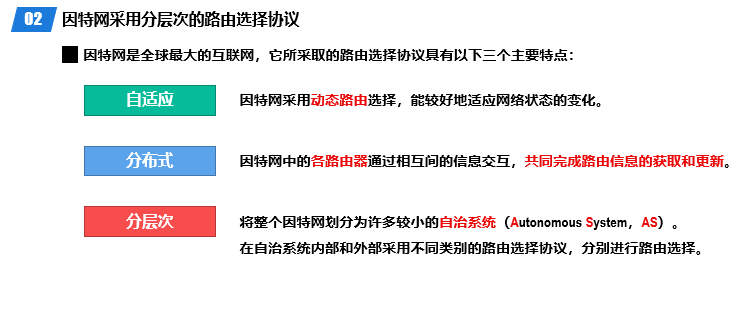 02 因特网采用分层次的路由选择协议
因特网是全球最大的互联网，它所采取的路由选择协议具有以下三个主要特点：
自适应 因特网采用动态路由选择，能较好地适应网络状态的变化。
分布式 因特网中的各路由器通过相互间的信息交互，共同完成路由信息的获取和更新。
分层次 将整个因特网划分为许多较小的自治系统（Autonomous System，AS）。
在自治系统内部和外部采用不同类别的路由选择协议，分别进行路由选择。